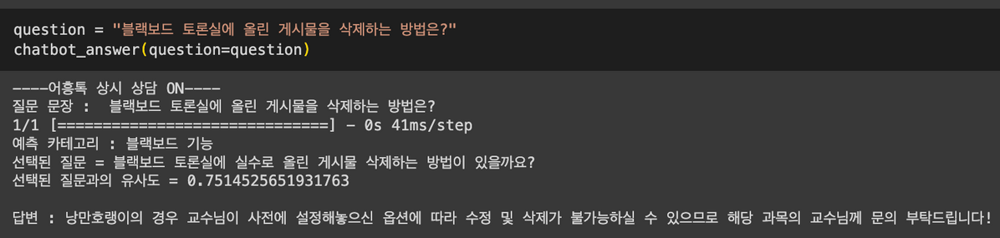 question = "블랙보드 토론실에 올린 게시물을 삭제하는 방법은?"
chatbot_answer(question=question)
----어흥톡 상시 상담 ON----
질문 문장 :  블랙보드 토론실에 올린 게시물을 삭제하는 방법은?
1/1 [==============================] - 0s 41ms/step
예측 카테고리 : 블랙보드 기능
선택된 질문 = 블랙보드 토론실에 실수로 올린 게시물 삭제하는 방법이 있을까요?
선택된 질문과의 유사도 = 0.7514525651931763
답변 : 낭만호랭이의 경우 교수님이 사전에 설정해놓으신 옵션에 따라 수정 및 삭제가 불가능하실 수 있으므로 해당 과목의 교수님께 문의 부탁드립니다!